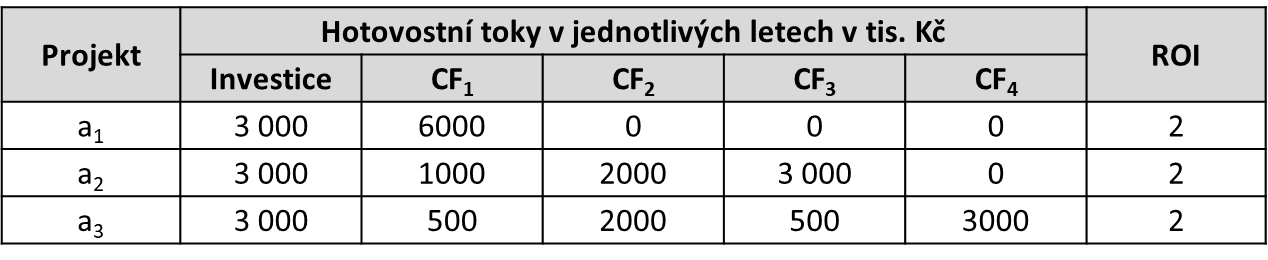 Projekt Hotovostní toky v jednotlivých letech v tis. Kč ROI
Investice CF₁ CF₂ CF₃ CF₄
a₁ 3 000 6000 0 0 0 2
a₂ 3 000 1000 2000 3 000 0 2
a₃ 3 000 500 2000 500 3000 2